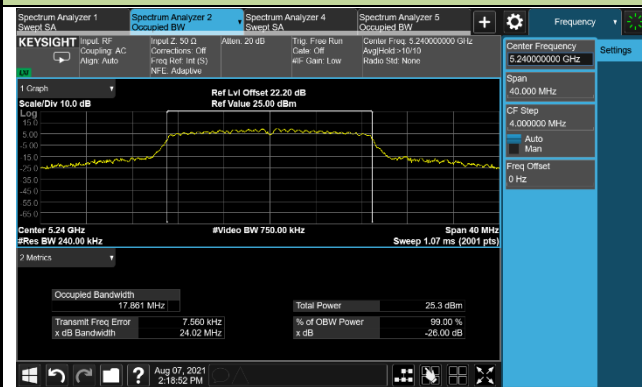 Spectrum Analyzer 1
Swept SA
Spectrum Analyzer 2
Occupied BW
Spectrum Analyzer 4
Swept SA
Spectrum Analyzer 5
Occupied BW
+
Frequency
KEYSIGHT
Input: RF
Coupling: AC
Align: Auto
Input Z: 50 Ω
Corrections: Off
Freq Ref: Int (S)
NFE: Adaptive
Atten: 20 dB
Trig: Free Run
Gate: Off
#IF Gain: Low
Center Freq: 5.240000000 GHz
Avg|Hold:>10/10
Radio Std: None
Center Frequency
5.240000000 GHz
Settings
Span
40.000 MHz
CF Step
4.000000 MHz
Auto
Man
Freq Offset
0 Hz
1 Graph
Scale/Div 10.0 dB
Ref Lvl Offset 22.20 dB
Ref Value 25.00 dBm
Log
15.0
5.00
-5.00
-15.0
-25.0
-35.0
-45.0
-55.0
-65.0
Center 5.24 GHz
#Res BW 240.00 kHz
#Video BW 750.00 kHz
Span 40 MHz
Sweep 1.07 ms (2001 pts)
2 Metrics
Occupied Bandwidth
17.861 MHz
Total Power 25.3 dBm
Transmit Freq Error 7.560 kHz
% of OBW Power 99.00 %
x dB Bandwidth 24.02 MHz
x dB -26.00 dB
?
Aug 07, 2021
2:18:52 PM